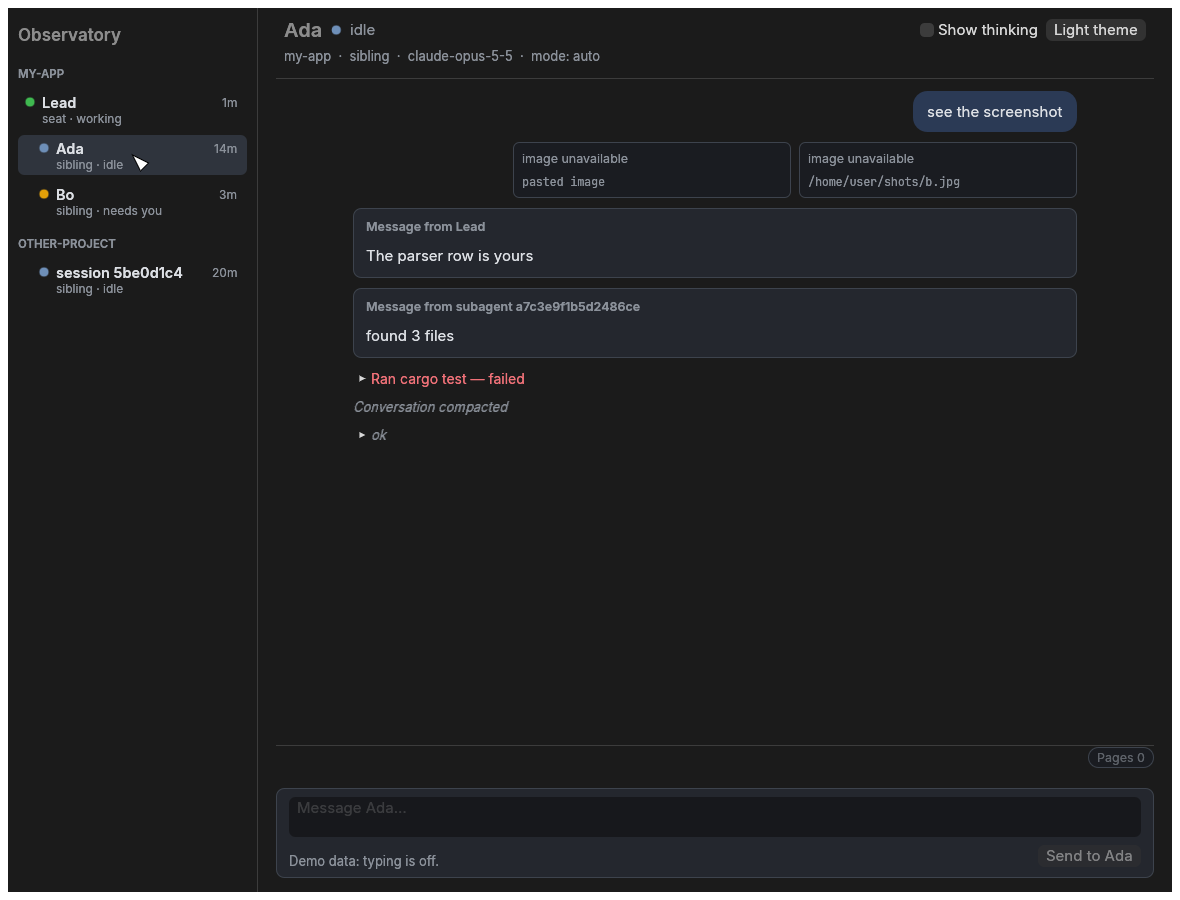 Observatory
MY-APP
Lead 1m
seat · working
Ada 14m
sibling · idle
Bo 3m
sibling · needs you
OTHER-PROJECT
session 5be0d1c4 20m
sibling · idle
Ada idle
Show thinking Light theme
my-app · sibling · claude-opus-5-5 · mode: auto
see the screenshot
image unavailable
pasted image
image unavailable
/home/user/shots/b.jpg
Message from Lead
The parser row is yours
Message from subagent a7c3e9f1b5d2486ce
found 3 files
Ran cargo test — failed
Conversation compacted
ok
Pages 0
Message Ada...
Demo data: typing is off.
Send to Ada